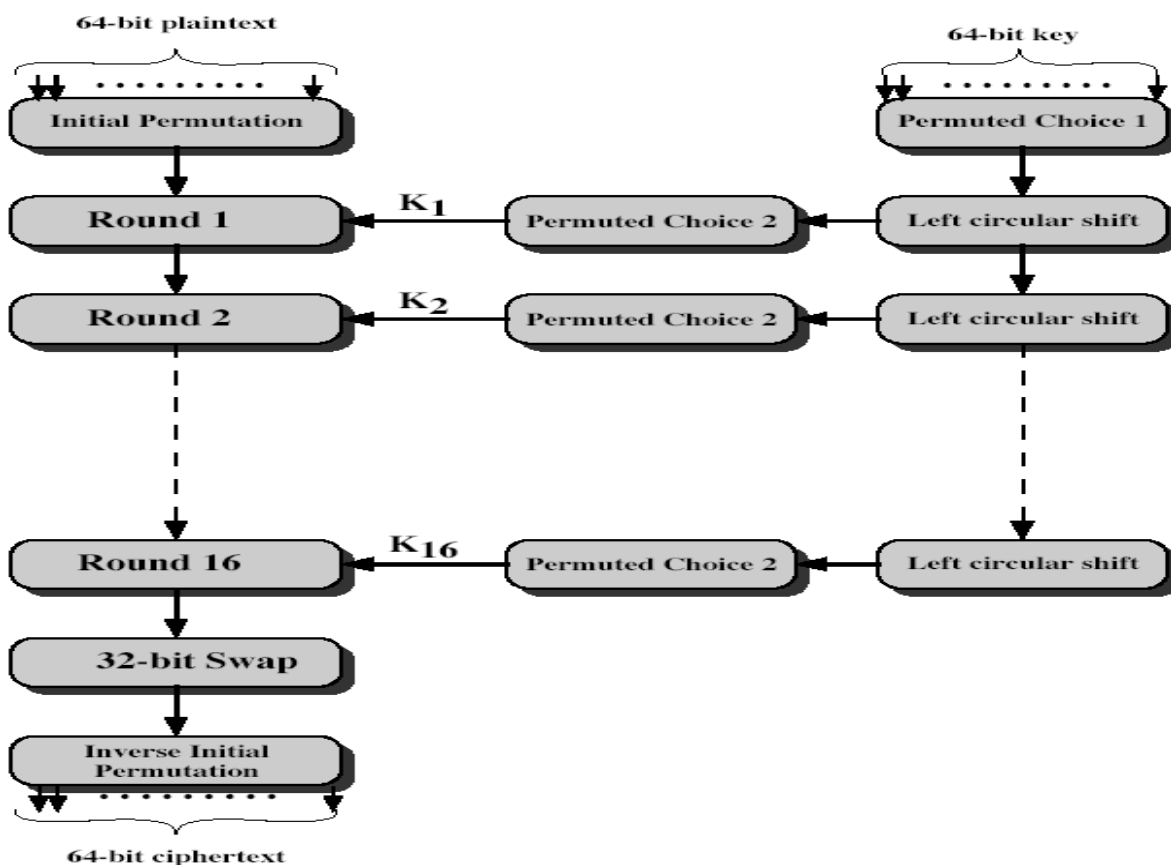 64-bit plaintext
64-bit key
Initial Permutation
Permuted Choice 1
Round 1
K1
Permuted Choice 2
Left circular shift
Round 2
K2
Permuted Choice 2
Left circular shift
Round 16
K16
Permuted Choice 2
Left circular shift
32-bit Swap
Inverse Initial
Permutation
64-bit ciphertext